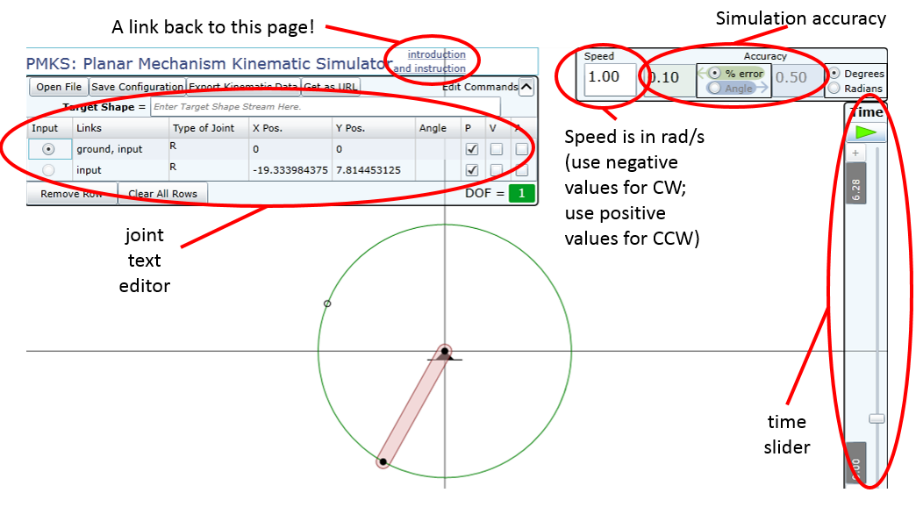 A link back to this page!
Simulation accuracy
PMKS: Planar Mechanism Kinematic Simulator
introduction
and instruction
Open File Save Configuration Export Kinematic Data Get as URL Edit Commands
Target Shape = Enter Target Shape Stream Here.
Input Links Type of Joint X Pos. Y Pos. Angle P V A
ground, input R 0 0
input R -19.333984375 7.814453125
Remove Row Clear All Rows DOF = 1
Speed Accuracy
1.00 0.10 % error 0.50 Degrees
Angle Radians
Time
+
6.28
Speed is in rad/s
(use negative
values for CW;
use positive
values for CCW)
joint
text
editor
time
slider